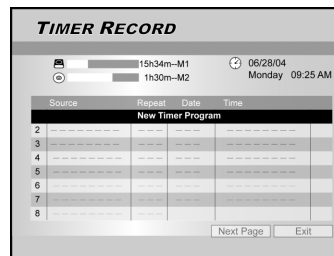 TIMER RECORD
15h34m--M1
06/28/04
1h30m--M2
Monday 09:25 AM
Source Repeat Date Time
New Timer Program
2 -------- --- --- --------
3 -------- --- --- --------
4 -------- --- --- --------
5 -------- --- --- --------
6 -------- --- --- --------
7 -------- --- --- --------
8 -------- --- --- --------
Next Page Exit